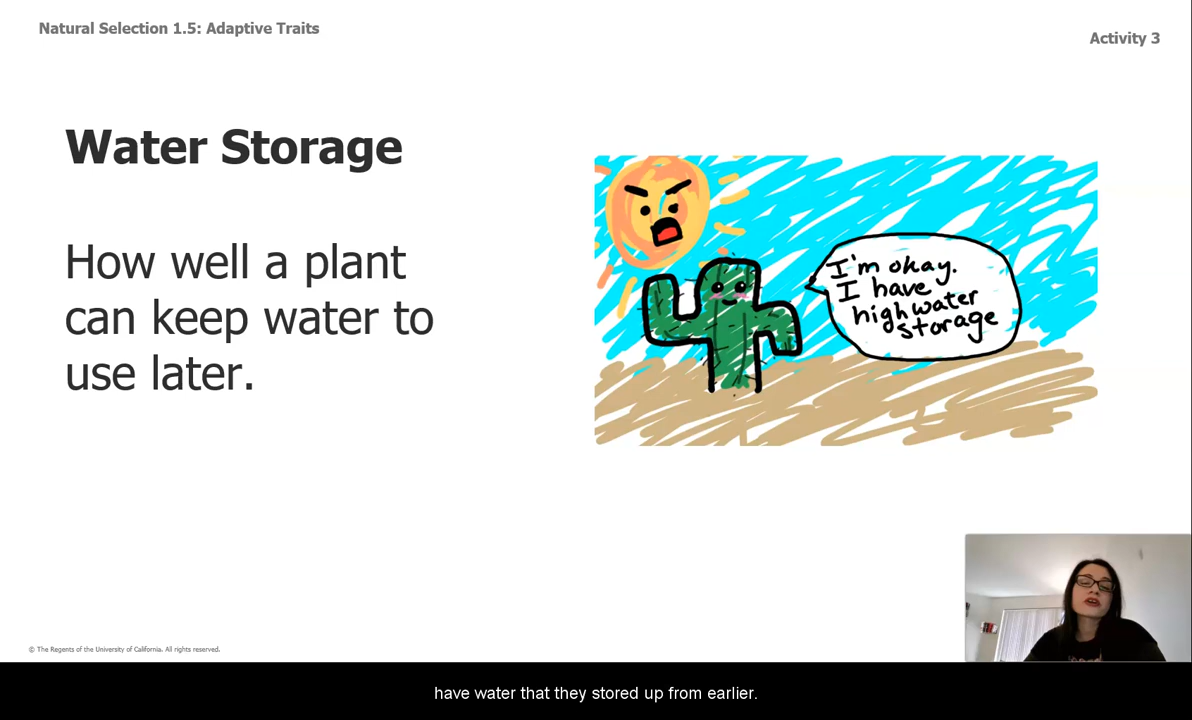 Natural Selection 1.5: Adaptive Traits
Activity 3
Water Storage
How well a plant
can keep water to
use later.
I'm okay.
I have
high water
storage
© The Regents of the University of California. All rights reserved.
have water that they stored up from earlier.